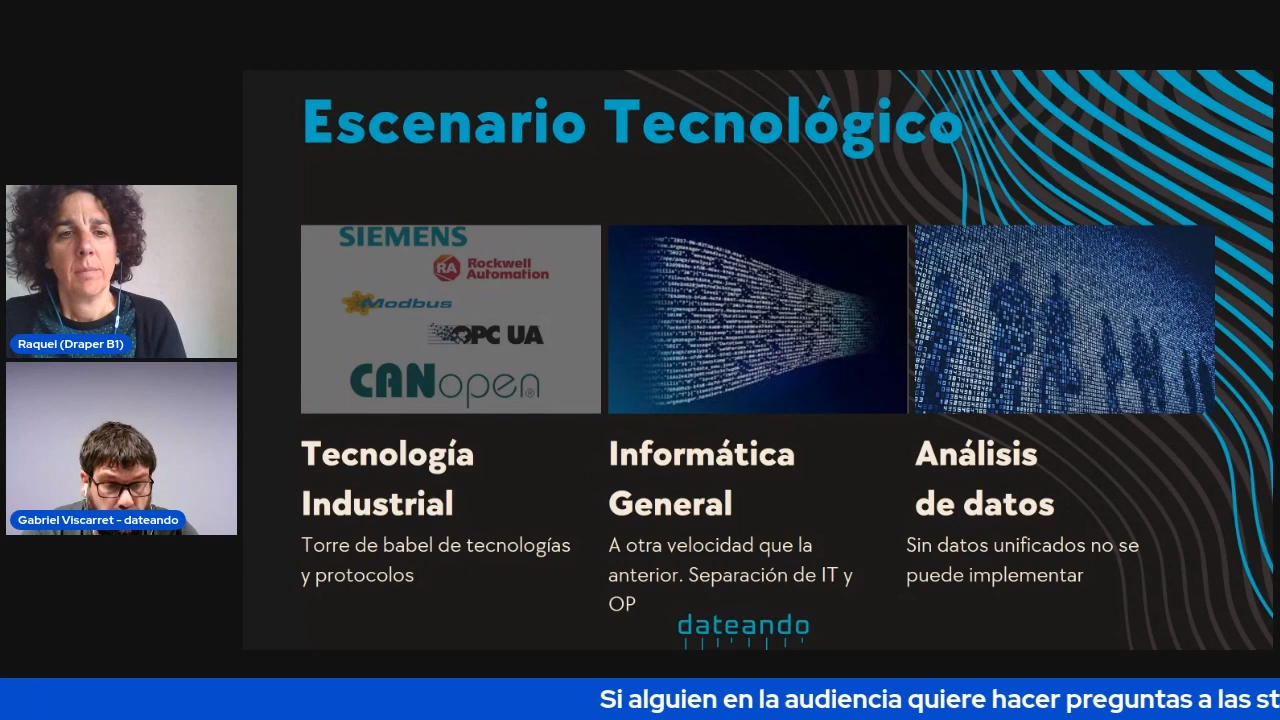 Escenario Tecnológico
SIEMENS
RA Rockwell
Automation
Modbus
OPC UA
CANopen®
Tecnología
Industrial
Torre de babel de tecnologías
y protocolos
Informática
General
A otra velocidad que la
anterior. Separación de IT y
OP
Análisis
de datos
Sin datos unificados no se
puede implementar
dateando
Raquel (Draper B1)
Gabriel Viscarret - dateando
Si alguien en la audiencia quiere hacer preguntas a las st